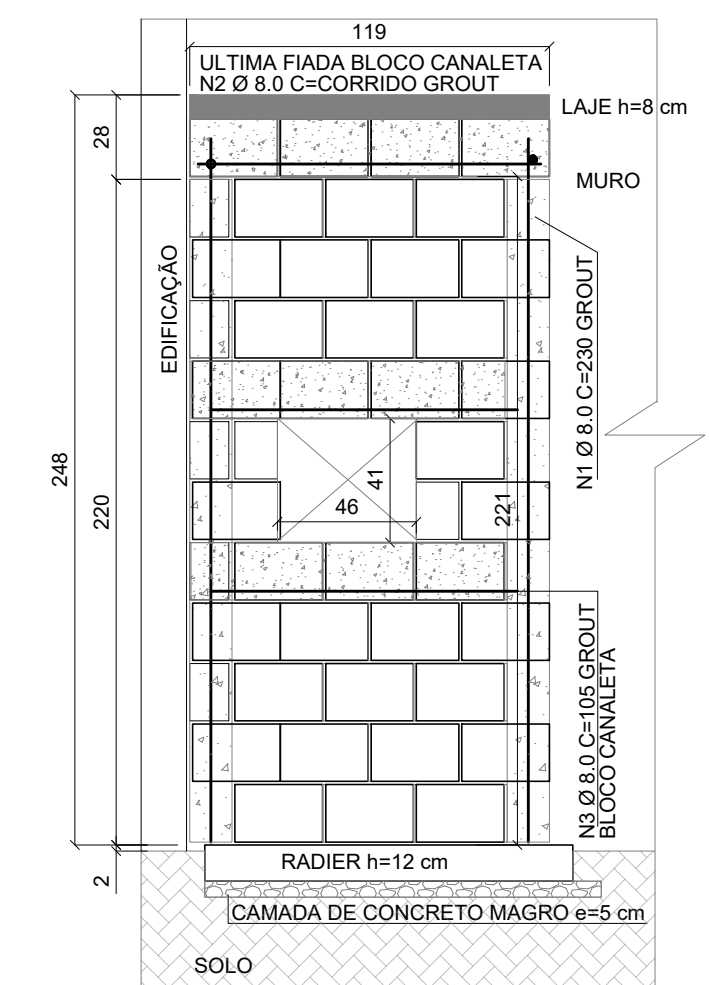 119
ULTIMA FIADA BLOCO CANALETA
N2 Ø 8.0 C=CORRIDO GROUT
LAJE h=8 cm
28
MURO
EDIFICAÇÃO
N1 Ø 8.0 C=230 GROUT
248
220
41
46
221
N3 Ø 8.0 C=105 GROUT
BLOCO CANALETA
RADIER h=12 cm
2
CAMADA DE CONCRETO MAGRO e=5 cm
SOLO